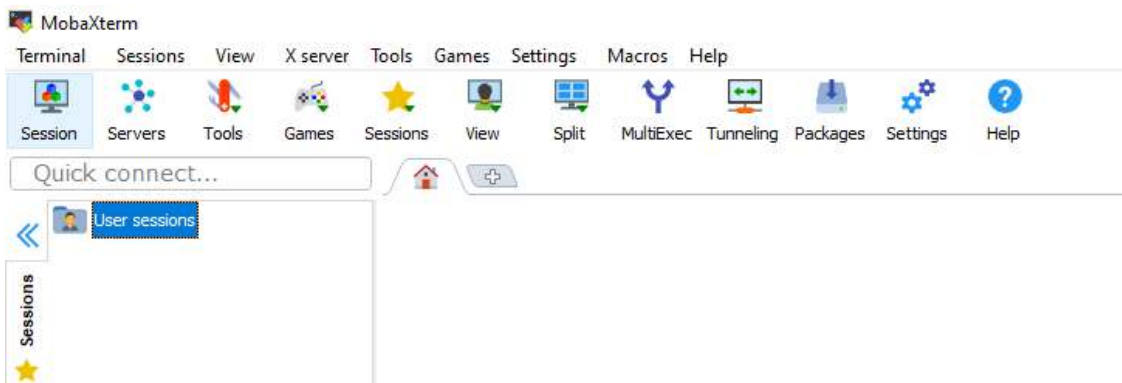 MobaXterm
Terminal Sessions View X server Tools Games Settings Macros Help
Session Servers Tools Games Sessions View Split MultiExec Tunneling Packages Settings Help
Quick connect...
User sessions
Sessions